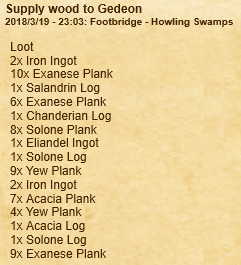 Supply wood to Gedeon
2018/3/19 - 23:03: Footbridge - Howling Swamps
Loot
2x Iron Ingot
10x Exanese Plank
1x Salandrin Log
6x Exanese Plank
1x Chanderian Log
8x Solone Plank
1x Eliandel Ingot
1x Solone Log
9x Yew Plank
2x Iron Ingot
7x Acacia Plank
4x Yew Plank
1x Acacia Log
1x Solone Log
9x Exanese Plank